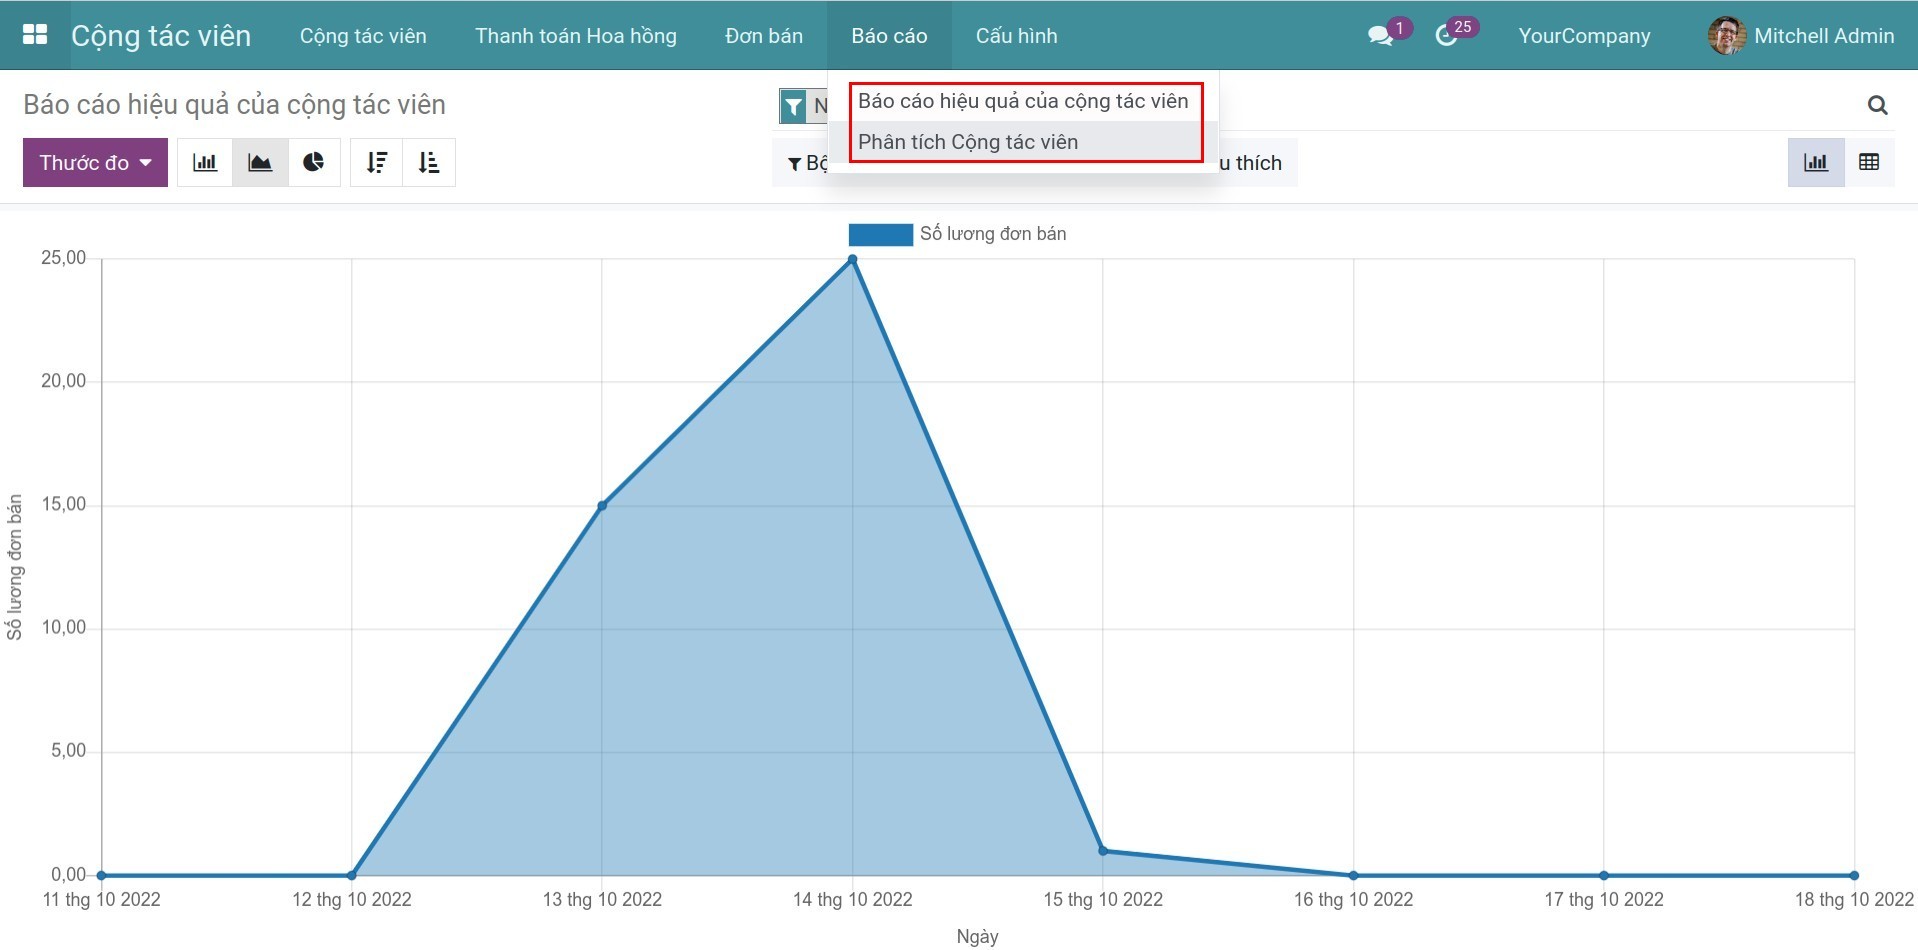 Cộng tác viên Cộng tác viên Thanh toán Hoa hồng Đơn bán Báo cáo Cấu hình 1 25 YourCompany Mitchell Admin
Báo cáo hiệu quả của cộng tác viên
N
Báo cáo hiệu quả của cộng tác viên
Phân tích Cộng tác viên
Thước đo
Bộ
u thích
Số lương đơn bán
25,00
20,00
15,00
10,00
5,00
0,00
Số lương đơn bán
11 thg 10 2022 12 thg 10 2022 13 thg 10 2022 14 thg 10 2022 15 thg 10 2022 16 thg 10 2022 17 thg 10 2022 18 thg 10 2022
Ngày